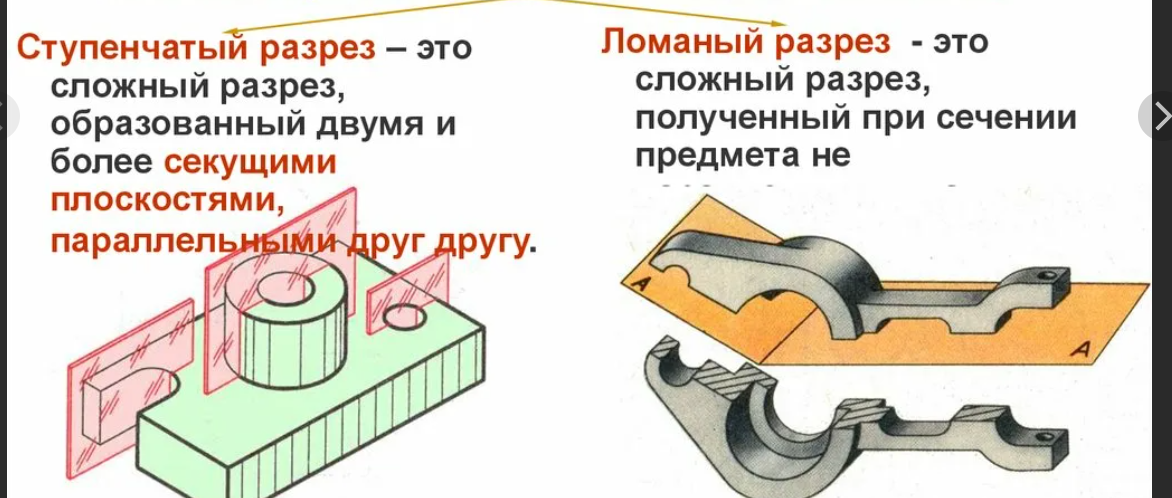 Ступенчатый разрез – это
сложный разрез,
образованный двумя и
более секущими
плоскостями,
параллельными друг другу.
Ломаный разрез - это
сложный разрез,
полученный при сечении
предмета не
A
A